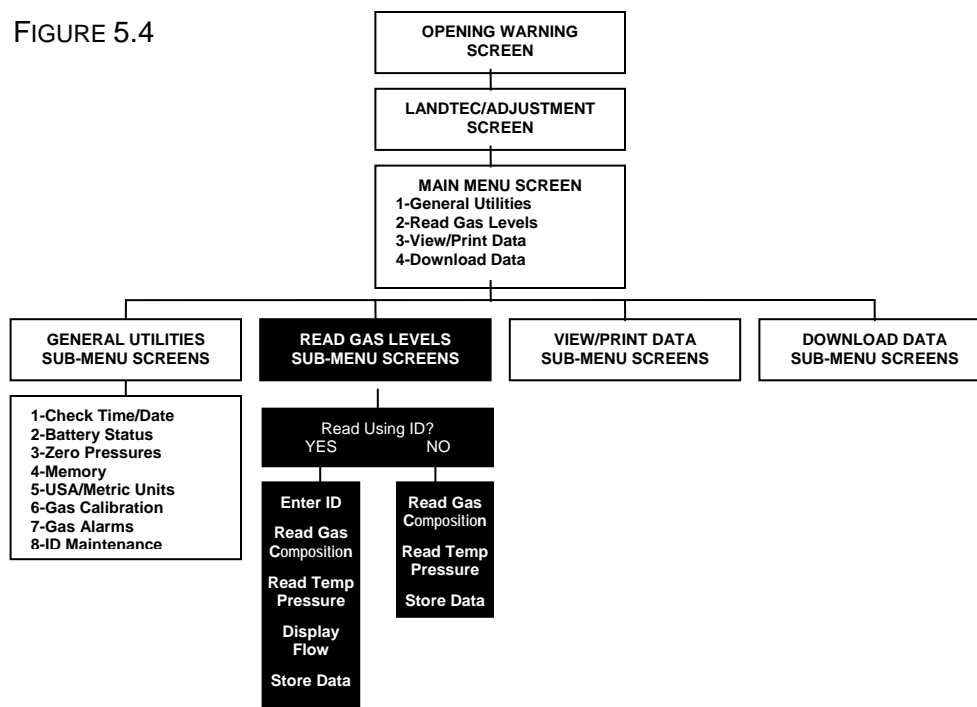 FIGURE 5.4
OPENING WARNING
SCREEN
LANDTEC/ADJUSTMENT
SCREEN
MAIN MENU SCREEN
1-General Utilities
2-Read Gas Levels
3-View/Print Data
4-Download Data
GENERAL UTILITIES
SUB-MENU SCREENS
READ GAS LEVELS
SUB-MENU SCREENS
VIEW/PRINT DATA
SUB-MENU SCREENS
DOWNLOAD DATA
SUB-MENU SCREENS
1-Check Time/Date
2-Battery Status
3-Zero Pressures
4-Memory
5-USA/Metric Units
6-Gas Calibration
7-Gas Alarms
8-ID Maintenance
Read Using ID?
YES NO
Enter ID
Read Gas
Composition
Read Temp
Pressure
Display
Flow
Store Data
Read Gas
Composition
Read Temp
Pressure
Store Data